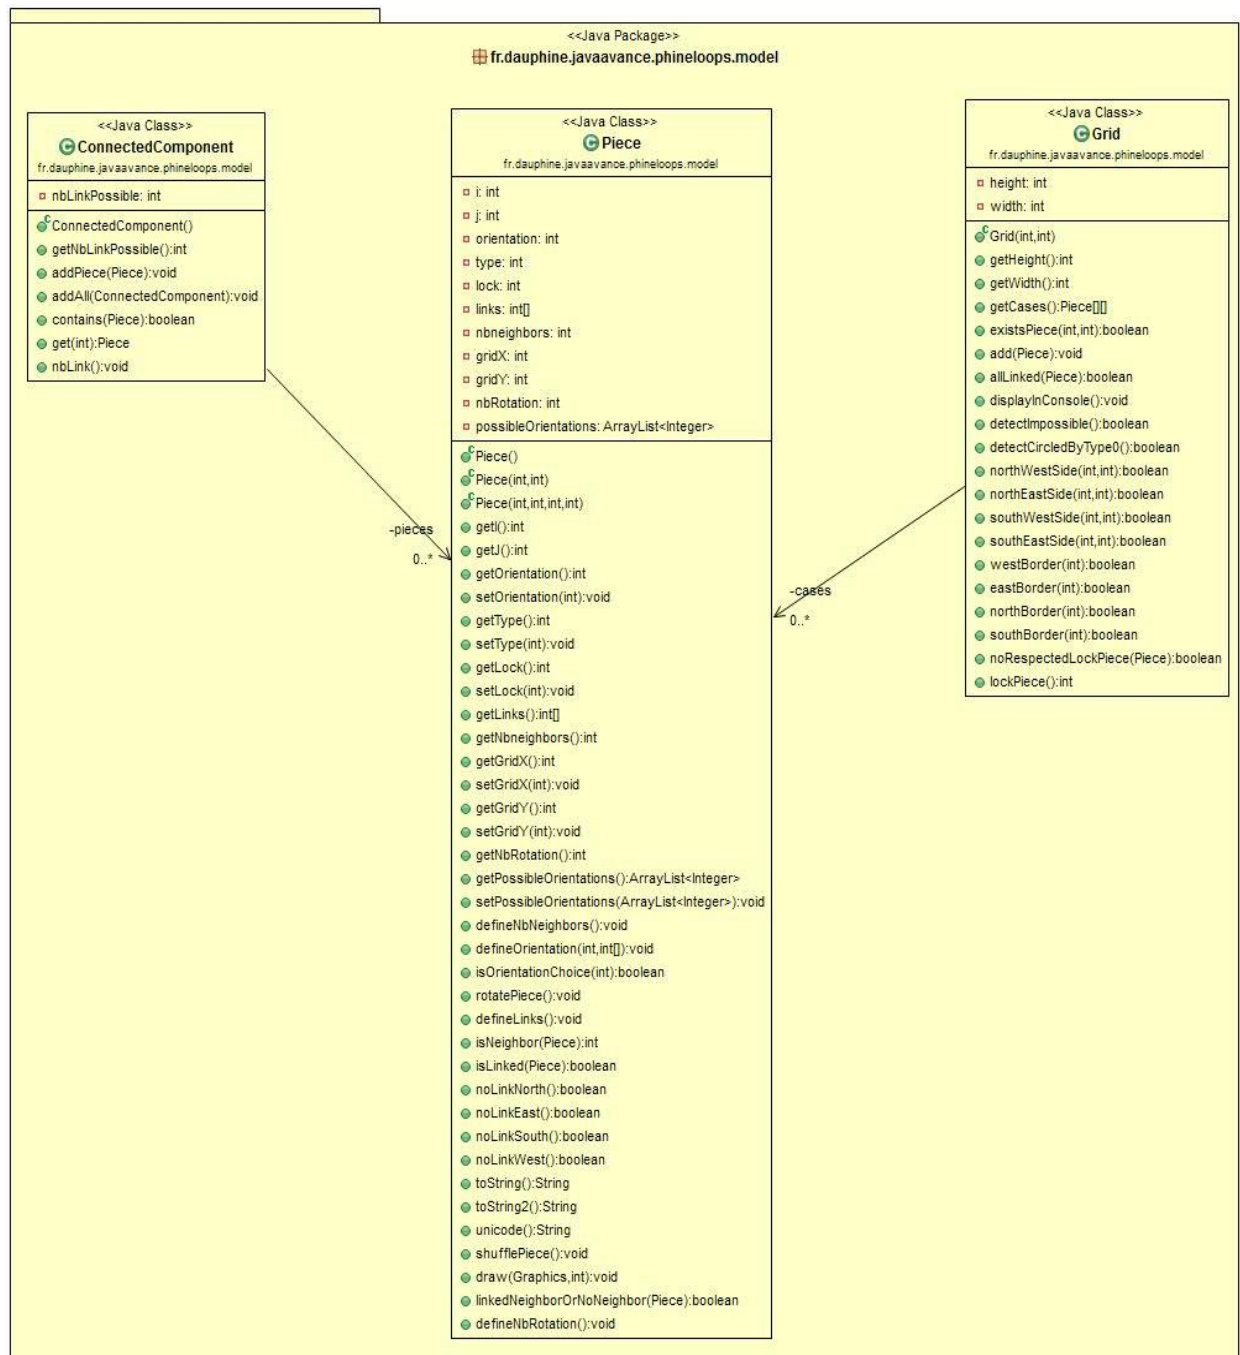 <<Java Package>>
fr.dauphine.javaavance.phineloops.model
<<Java Class>>
ConnectedComponent
fr.dauphine.javaavance.phineloops.model
nbLinkPossible: int
ConnectedComponent()
getNbLinkPossible():int
addPiece(Piece):void
addAll(ConnectedComponent):void
contains(Piece):boolean
get(int):Piece
nbLink():void
-pieces
0..*
<<Java Class>>
Piece
fr.dauphine.javaavance.phineloops.model
i: int
j: int
orientation: int
type: int
lock: int
links: int[]
nbneighbors: int
gridX: int
gridY: int
nbRotation: int
possibleOrientations: ArrayList<Integer>
Piece()
Piece(int,int)
Piece(int,int,int,int)
getI():int
getJ():int
getOrientation():int
setOrientation(int):void
getType():int
setType(int):void
getLock():int
setLock(int):void
getLinks():int[]
getNbneighbors():int
getGridX():int
setGridX(int):void
getGridY():int
setGridY(int):void
getNbRotation():int
getPossibleOrientations():ArrayList<Integer>
setPossibleOrientations(ArrayList<Integer>):void
defineNbNeighbors():void
defineOrientation(int,int[]):void
isOrientationChoice(int):boolean
rotatePiece():void
defineLinks():void
isNeighbor(Piece):int
isLinked(Piece):boolean
noLinkNorth():boolean
noLinkEast():boolean
noLinkSouth():boolean
noLinkWest():boolean
toString():String
toString2():String
unicode():String
shufflePiece():void
draw(Graphics,int):void
linkedNeighborOrNoNeighbor(Piece):boolean
defineNbRotation():void
-cases
0..*
<<Java Class>>
Grid
fr.dauphine.javaavance.phineloops.model
height: int
width: int
Grid(int,int)
getHeight():int
getWidth():int
getCases():Piece[][]
existsPiece(int,int):boolean
add(Piece):void
allLinked(Piece):boolean
displayInConsole():void
detectImpossible():boolean
detectCircledByType0():boolean
northWestSide(int,int):boolean
northEastSide(int,int):boolean
southWestSide(int,int):boolean
southEastSide(int,int):boolean
westBorder(int):boolean
eastBorder(int):boolean
northBorder(int):boolean
southBorder(int):boolean
noRespectedLockPiece(Piece):boolean
lockPiece():int